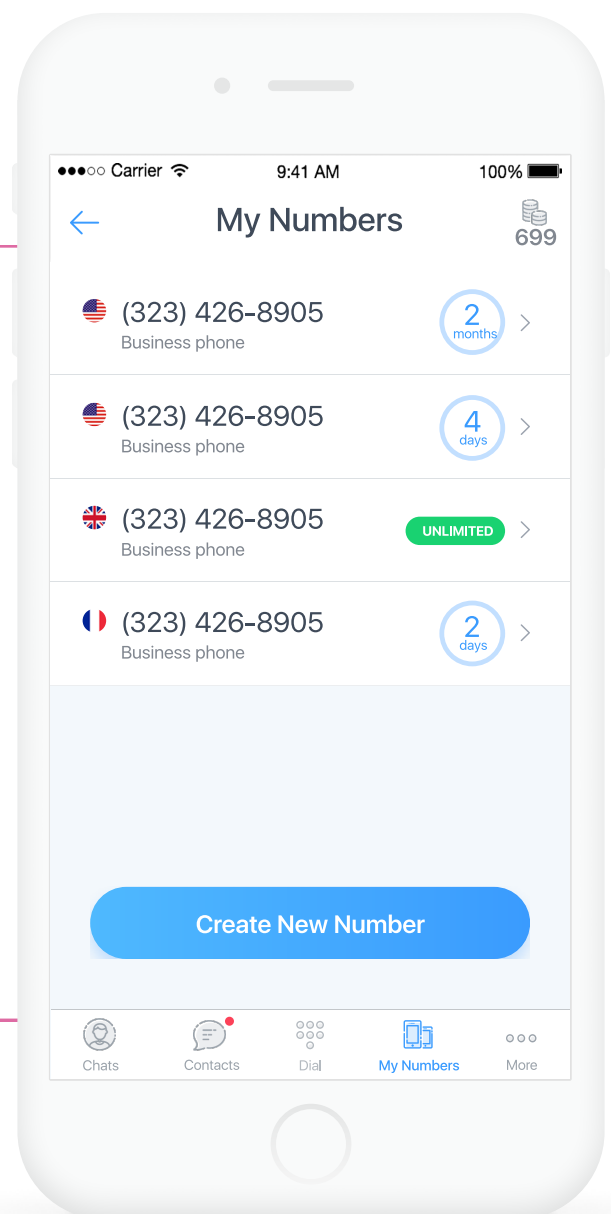 Carrier 9:41 AM 100%
My Numbers
699
(323) 426-8905
Business phone
2
months
(323) 426-8905
Business phone
4
days
(323) 426-8905
Business phone
UNLIMITED
(323) 426-8905
Business phone
2
days
Create New Number
Chats Contacts Dial My Numbers More